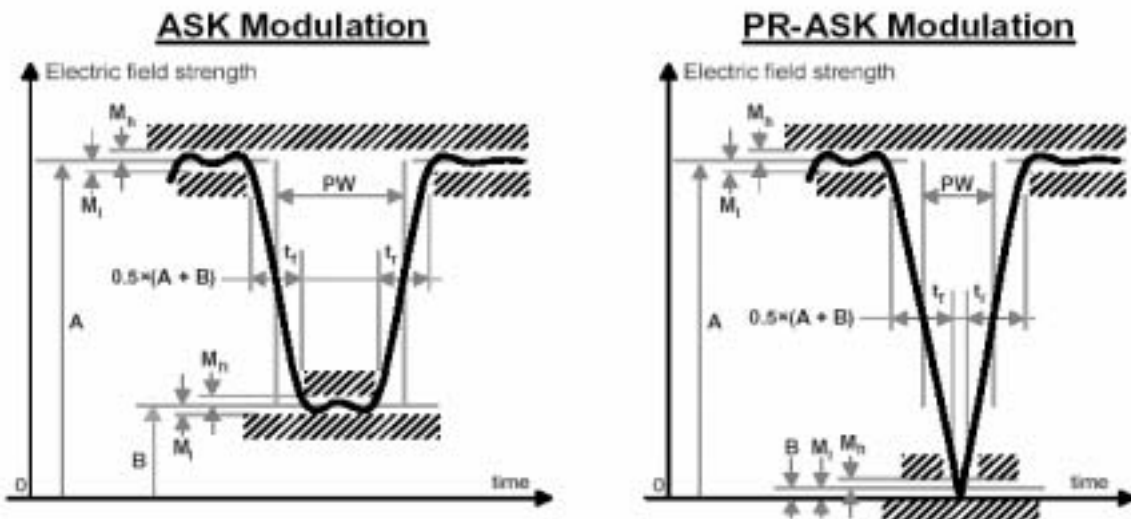 ASK Modulation
Electric field strength
Mh
Ml
PW
tf
tr
0.5×(A + B)
A
Mh
Ml
B
0
time
PR-ASK Modulation
Electric field strength
Mh
Ml
PW
tf
tr
0.5×(A + B)
A
B
Ml
Mh
0
time